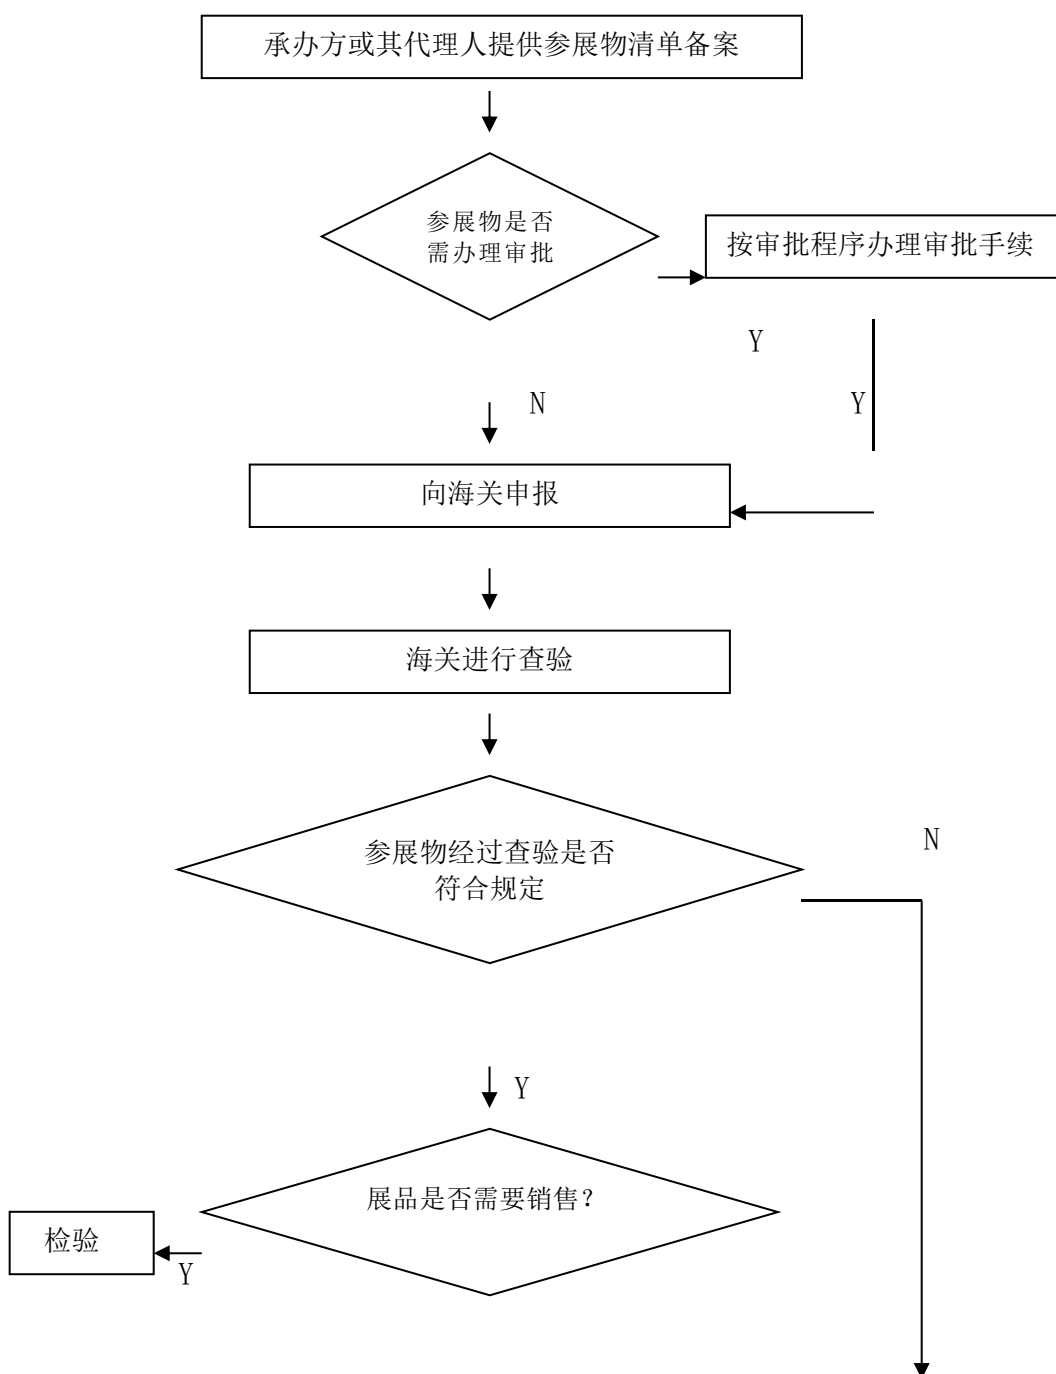 承办方或其代理人提供参展物清单备案
参展物是否
需办理审批
按审批程序办理审批手续
Y
N
Y
向海关申报
海关进行查验
参展物经过查验是否
符合规定
N
Y
展品是否需要销售?
检验
Y